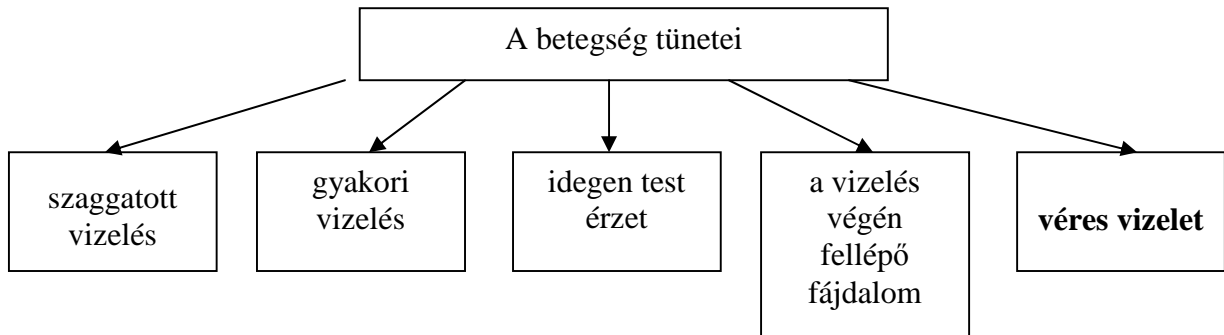 A betegség tünetei
szaggatott
vizelés
gyakori
vizelés
idegen test
érzet
a vizelés
végén
fellépő
fájdalom
véres vizelet